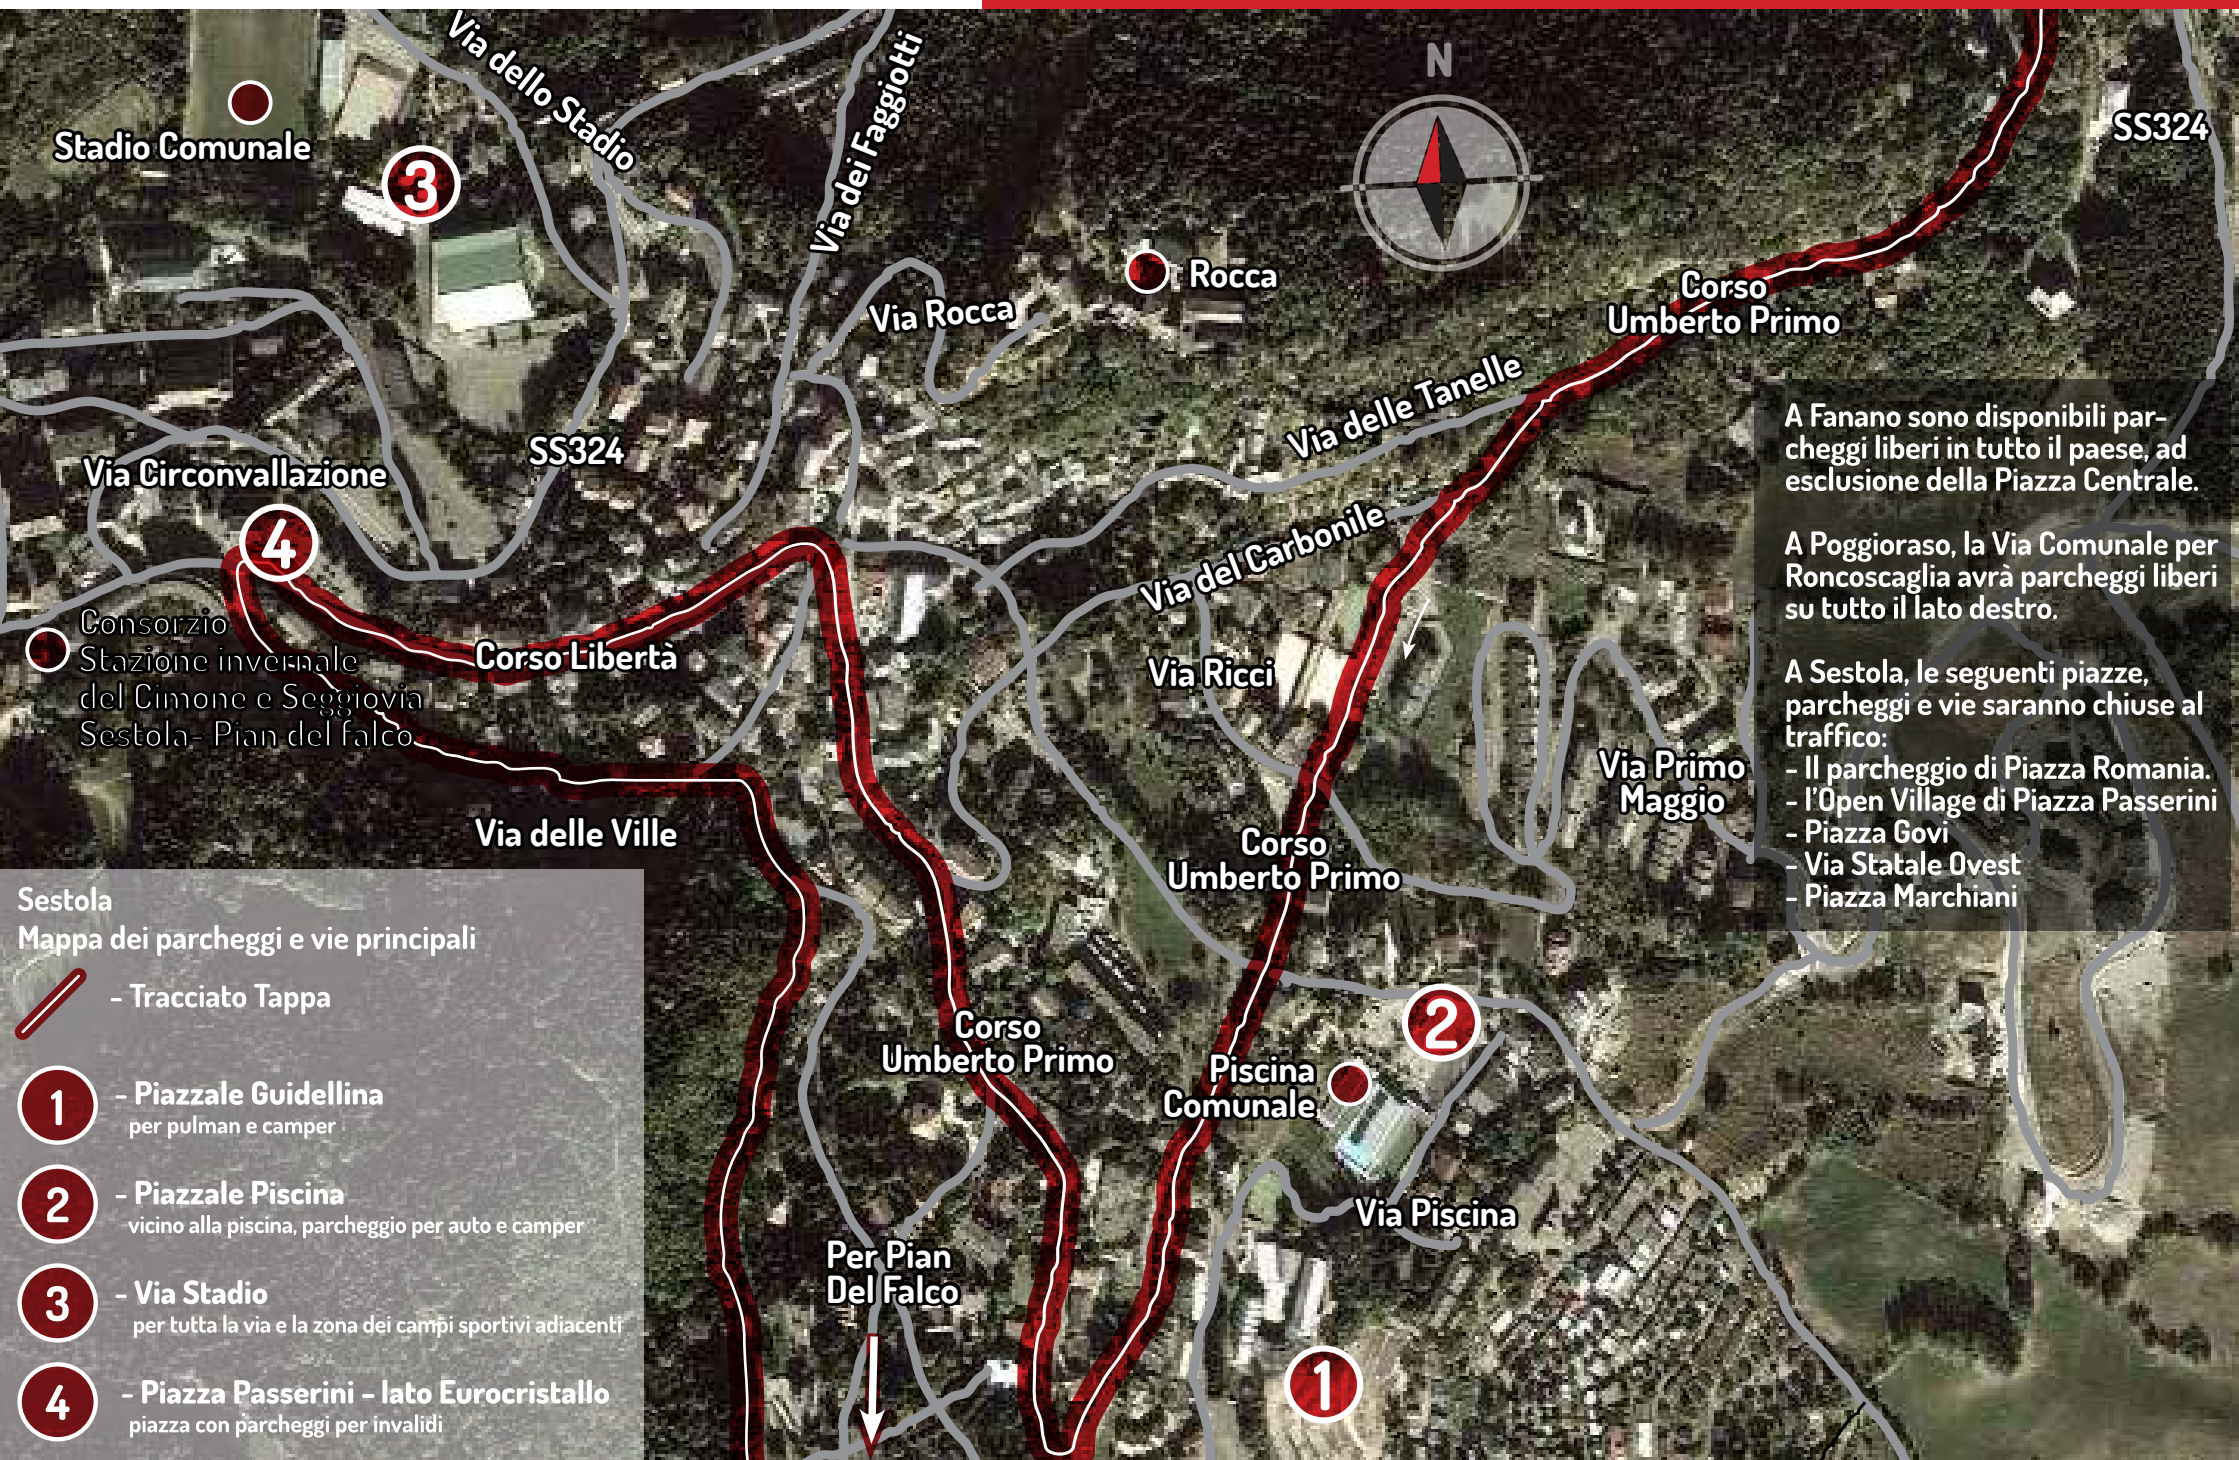 Via dello Stadio
Via dei Faggiotti
N
SS324
Stadio Comunale
3
Rocca
Via Rocca
Corso
Umberto Primo
Via delle Tanelle
SS324
Via Circonvallazione
4
Via del Carbonile
Consorzio
Stazione invernale
del Cimone e Seggiovia
Sestola- Pian del falco
Corso Libertà
Via Ricci
Via Primo
Maggio
Via delle Ville
Corso
Umberto Primo
Corso
Umberto Primo
2
Piscina
Comunale
Via Piscina
Per Pian
Del Falco
1
A Fanano sono disponibili par-
cheggi liberi in tutto il paese, ad
esclusione della Piazza Centrale.
A Poggioraso, la Via Comunale per
Roncoscaglia avrà parcheggi liberi
su tutto il lato destro.
A Sestola, le seguenti piazze,
parcheggi e vie saranno chiuse al
traffico:
- Il parcheggio di Piazza Romania.
- l'Open Village di Piazza Passerini
- Piazza Govi
- Via Statale Ovest
- Piazza Marchiani
Sestola
Mappa dei parcheggi e vie principali
- Tracciato Tappa
1 - Piazzale Guidellina
per pulman e camper
2 - Piazzale Piscina
vicino alla piscina, parcheggio per auto e camper
3 - Via Stadio
per tutta la via e la zona dei campi sportivi adiacenti
4 - Piazza Passerini - lato Eurocristallo
piazza con parcheggi per invalidi